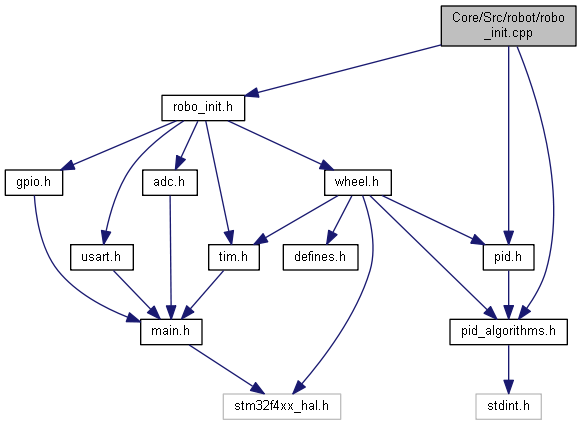 Core/Src/robot/robo
_init.cpp
robo_init.h
gpio.h
adc.h
wheel.h
usart.h
tim.h
defines.h
pid.h
main.h
pid_algorithms.h
stm32f4xx_hal.h
stdint.h